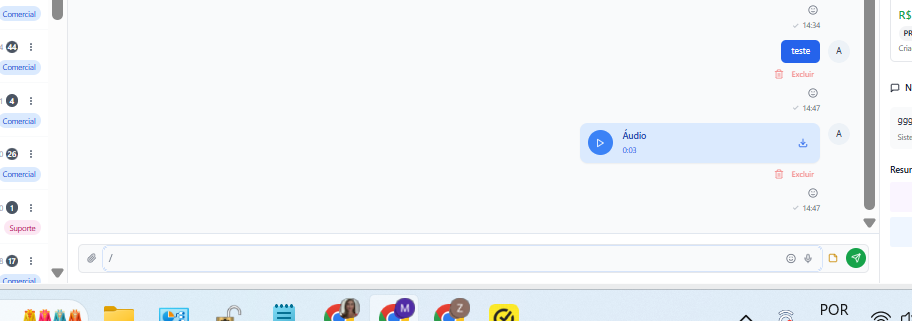 Comercial
44
Comercial
4
Comercial
26
Comercial
1
Suporte
17
Comercial
14:34
teste
A
Excluir
14:47
Áudio
0:03
A
Excluir
14:47
/
R$
PR
Cria
N
ggg
Siste
Resur
M
Z
POR